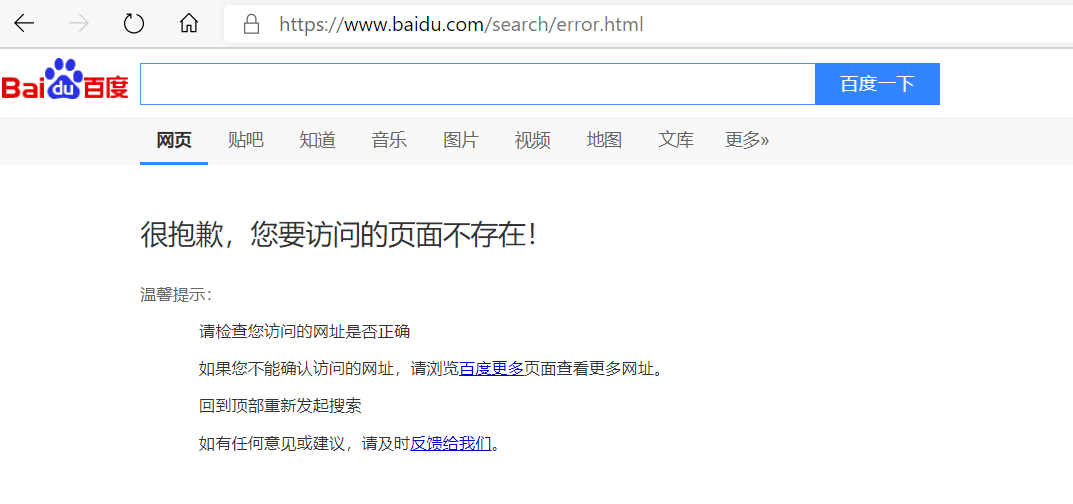 https://www.baidu.com/search/error.html
Bai du 百度 百度一下
网页 贴吧 知道 音乐 图片 视频 地图 文库 更多»
很抱歉，您要访问的页面不存在！
温馨提示：
请检查您访问的网址是否正确
如果您不能确认访问的网址，请浏览百度更多页面查看更多网址。
回到顶部重新发起搜索
如有任何意见或建议，请及时反馈给我们。